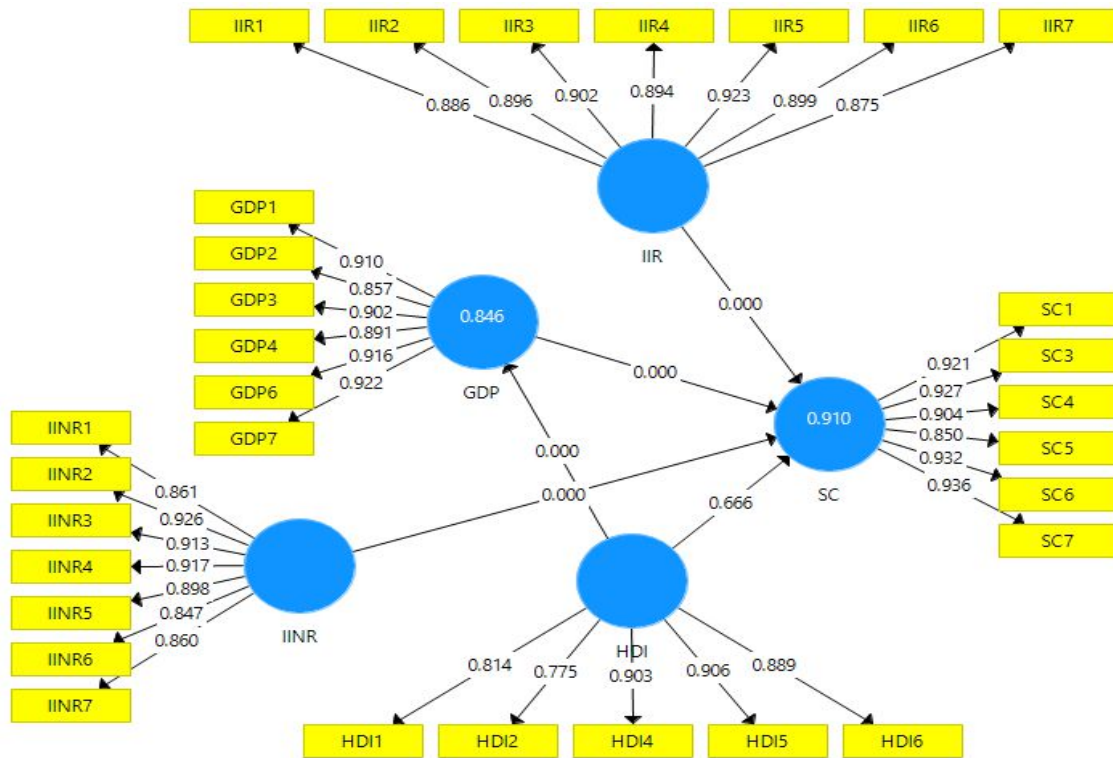 IIR1 IIR2 IIR3 IIR4 IIR5 IIR6 IIR7
0.886 0.896 0.902 0.894 0.923 0.899 0.875
IIR
GDP1
GDP2
GDP3
GDP4
GDP6
GDP7
0.910
0.857
0.902
0.891
0.916
0.922
0.846
GDP
0.000
0.000
0.000
0.000
0.666
SC1
SC3
SC4
SC5
SC6
SC7
0.921
0.927
0.904
0.850
0.932
0.936
0.910
SC
IINR1
IINR2
IINR3
IINR4
IINR5
IINR6
IINR7
0.861
0.926
0.913
0.917
0.898
0.847
0.860
IINR
HDI
0.814 0.775 0.903 0.906 0.889
HDI1 HDI2 HDI4 HDI5 HDI6